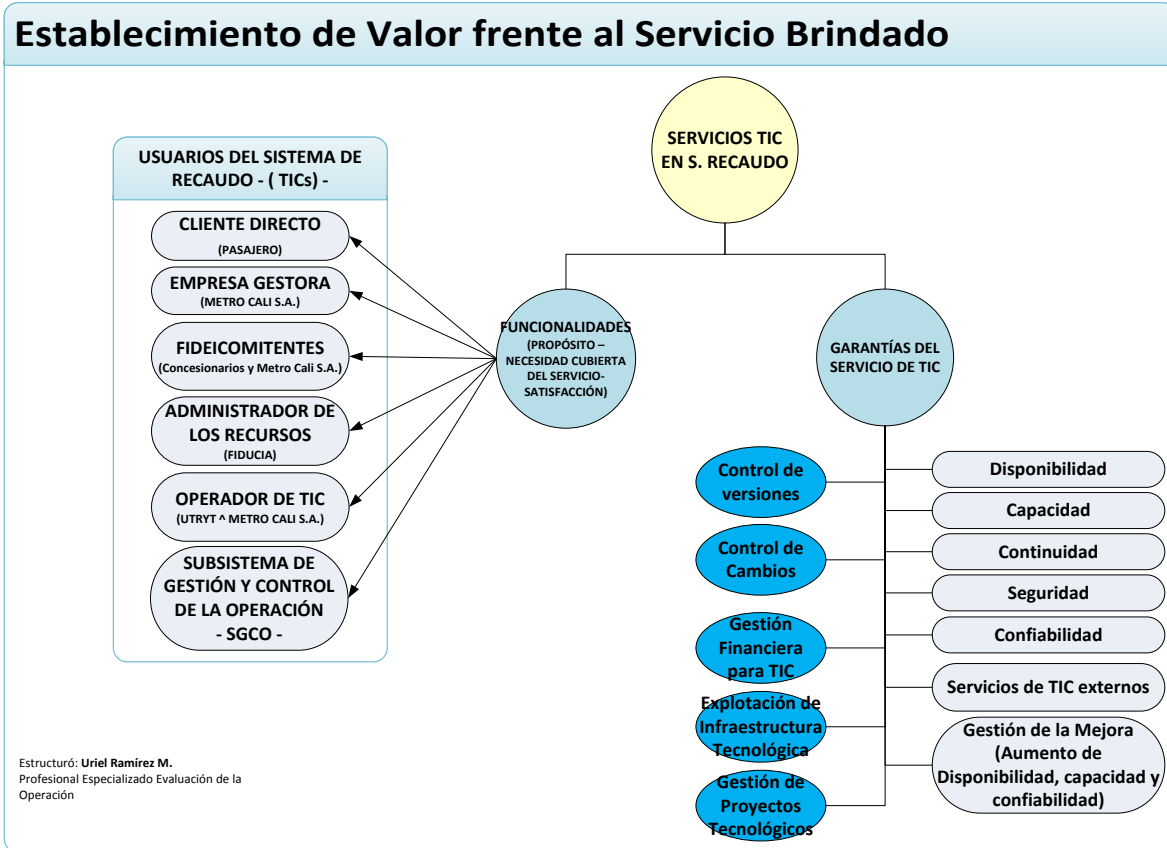 Establecimiento de Valor frente al Servicio Brindado
SERVICIOS TIC
EN S. RECAUDO
USUARIOS DEL SISTEMA DE
RECAUDO - ( TICs) -
CLIENTE DIRECTO
(PASAJERO)
EMPRESA GESTORA
(METRO CALI S.A.)
FIDEICOMITENTES
(Concesionarios y Metro Cali S.A.)
ADMINISTRADOR DE
LOS RECURSOS
(FIDUCIA)
OPERADOR DE TIC
(UTRYT ^ METRO CALI S.A.)
SUBSISTEMA DE
GESTIÓN Y CONTROL
DE LA OPERACIÓN
- SGCO -
FUNCIONALIDADES
(PROPÓSITO –
NECESIDAD CUBIERTA
DEL SERVICIO-
SATISFACCIÓN)
GARANTÍAS DEL
SERVICIO DE TIC
Control de
versiones
Control de
Cambios
Gestión
Financiera
para TIC
Explotación de
Infraestructura
Tecnológica
Gestión de
Proyectos
Tecnológicos
Disponibilidad
Capacidad
Continuidad
Seguridad
Confiabilidad
Servicios de TIC externos
Gestión de la Mejora
(Aumento de
Disponibilidad, capacidad y
confiabilidad)
Estructuró: Uriel Ramírez M.
Profesional Especializado Evaluación de la
Operación